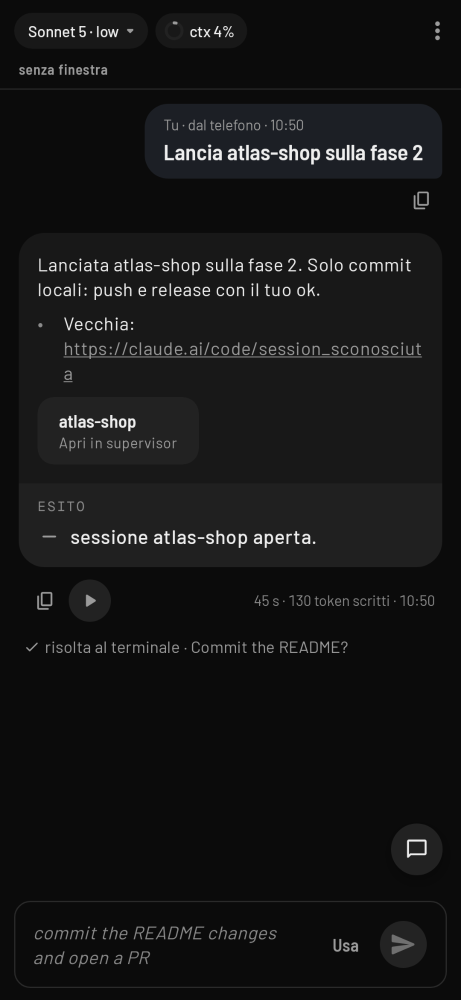 Sonnet 5 · low
ctx 4%
senza finestra
Tu · dal telefono · 10:50
Lancia atlas-shop sulla fase 2
Lanciata atlas-shop sulla fase 2. Solo commit
locali: push e release con il tuo ok.
• Vecchia:
https://claude.ai/code/session_sconosciut
a
atlas-shop
Apri in supervisor
ESITO
— sessione atlas-shop aperta.
45 s · 130 token scritti · 10:50
✓ risolta al terminale · Commit the README?
commit the README changes
and open a PR
Usa